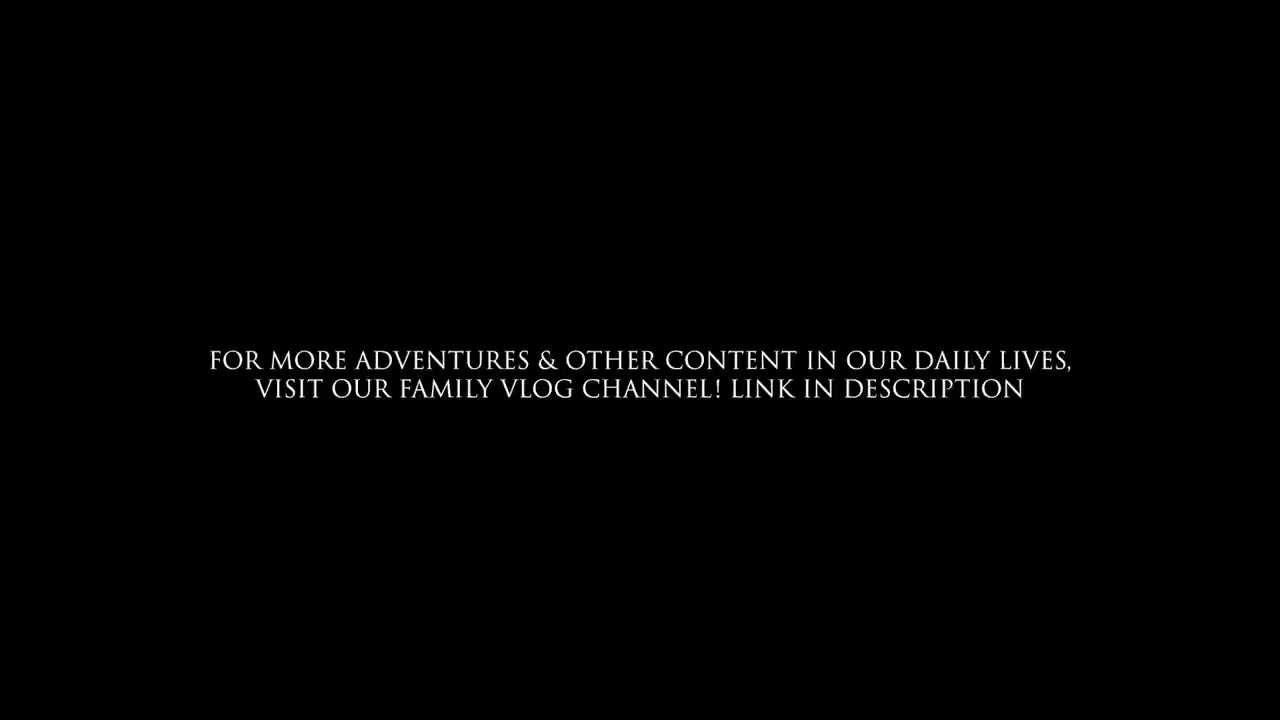 FOR MORE ADVENTURES & OTHER CONTENT IN OUR DAILY LIVES,
VISIT OUR FAMILY VLOG CHANNEL! LINK IN DESCRIPTION